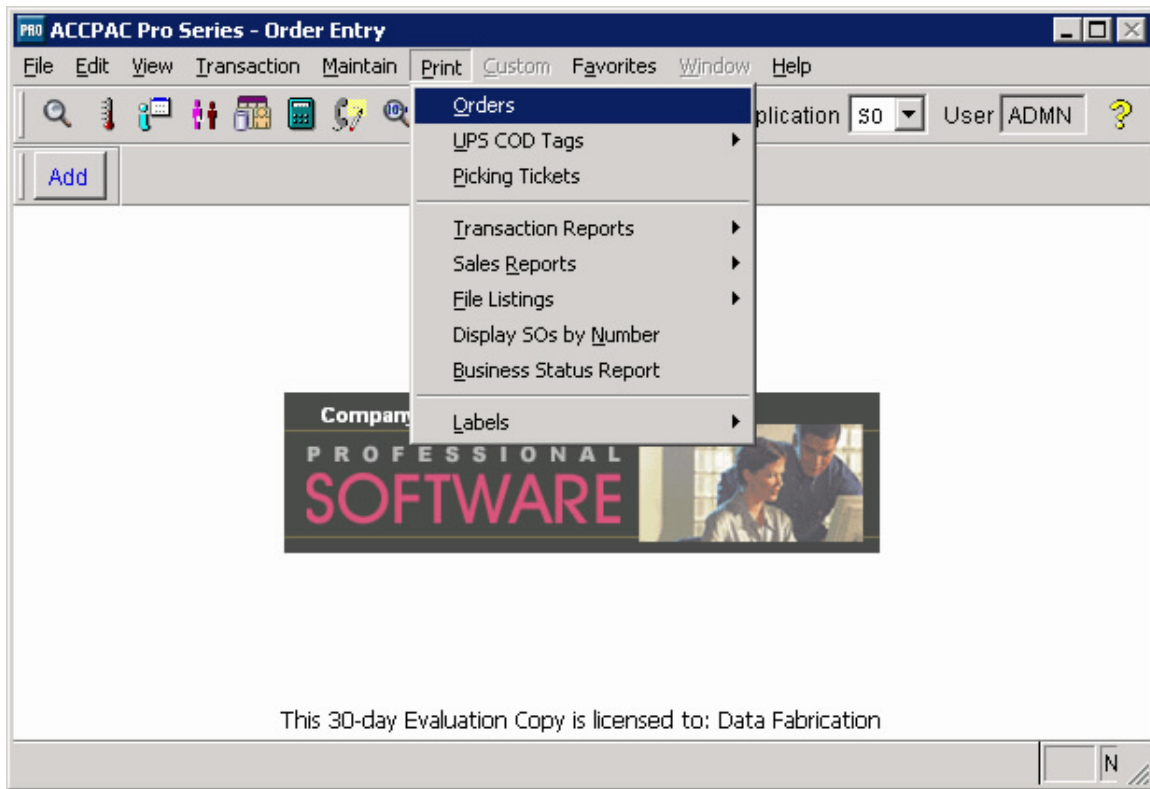 PRO ACCPAC Pro Series - Order Entry
File Edit View Transaction Maintain Print Custom Favorites Window Help
plication SO User ADMN ?
Add
Orders
UPS COD Tags
Picking Tickets
Transaction Reports
Sales Reports
File Listings
Display SOs by Number
Business Status Report
Labels
Company
PROFESSIONAL
SOFTWARE
This 30-day Evaluation Copy is licensed to: Data Fabrication
N